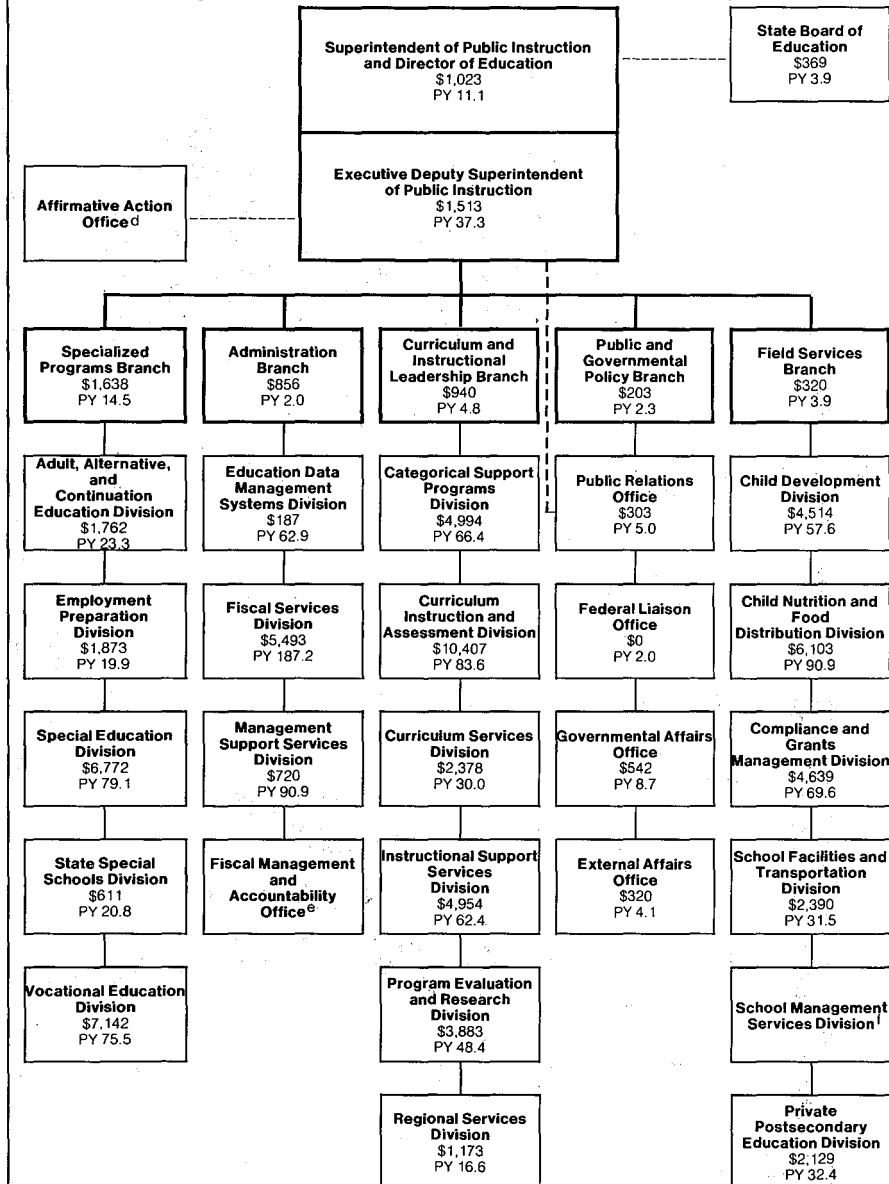 Superintendent of Public Instruction
and Director of Education
$1,023
PY 11.1
State Board of
Education
$369
PY 3.9
Executive Deputy Superintendent
of Public Instruction
$1,513
PY 37.3
Affirmative Action
Office d
Specialized
Programs Branch
$1,638
PY 14.5
Administration
Branch
$856
PY 2.0
Curriculum and
Instructional
Leadership Branch
$940
PY 4.8
Public and
Governmental
Policy Branch
$203
PY 2.3
Field Services
Branch
$320
PY 3.9
Adult, Alternative,
and
Continuation
Education Division
$1,762
PY 23.3
Education Data
Management
Systems Division
$187
PY 62.9
Categorical Support
Programs
Division
$4,994
PY 66.4
Public Relations
Office
$303
PY 5.0
Child Development
Division
$4,514
PY 57.6
Employment
Preparation
Division
$1,873
PY 19.9
Fiscal Services
Division
$5,493
PY 187.2
Curriculum
Instruction and
Assessment Division
$10,407
PY 83.6
Federal Liaison
Office
$0
PY 2.0
Child Nutrition and
Food
Distribution Division
$6,103
PY 90.9
Special Education
Division
$6,772
PY 79.1
Management
Support Services
Division
$720
PY 90.9
Curriculum Services
Division
$2,378
PY 30.0
Governmental Affairs
Office
$542
PY 8.7
Compliance and
Grants
Management Division
$4,639
PY 69.6
State Special
Schools Division
$611
PY 20.8
Fiscal Management
and
Accountability
Office e
Instructional Support
Services
Division
$4,954
PY 62.4
External Affairs
Office
$320
PY 4.1
School Facilities and
Transportation
Division
$2,390
PY 31.5
Vocational Education
Division
$7,142
PY 75.5
Program Evaluation
and Research
Division
$3,883
PY 48.4
School Management
Services Division f
Regional Services
Division
$1,173
PY 16.6
Private
Postsecondary
Education Division
$2,129
PY 32.4